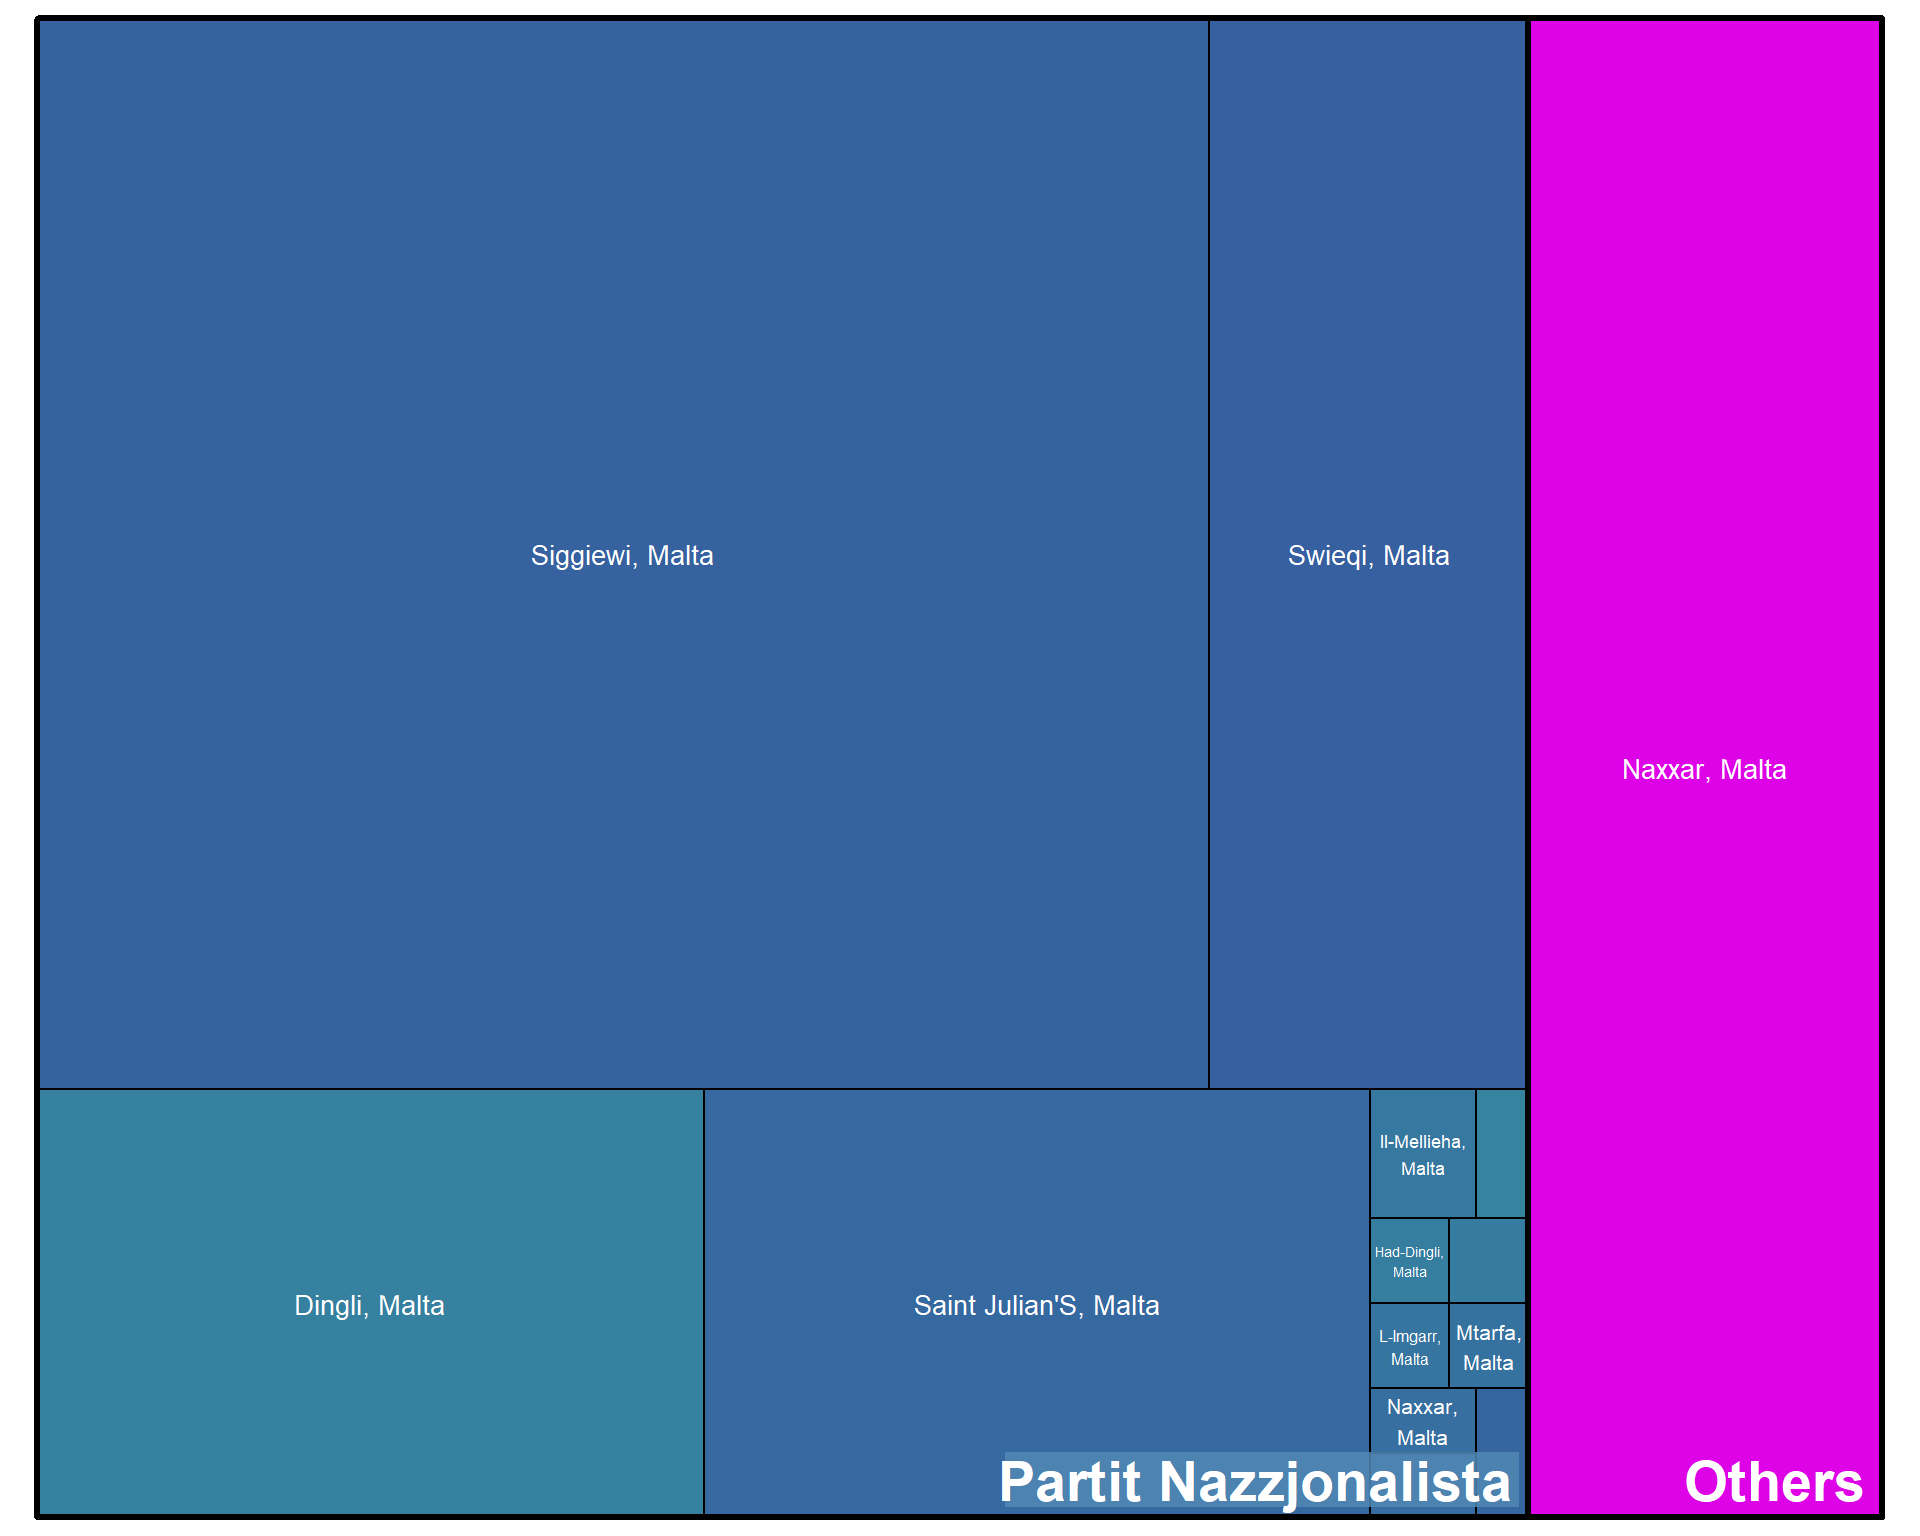 Siggiewi, Malta
Swieqi, Malta
Naxxar, Malta
Dingli, Malta
Saint Julian'S, Malta
Il-Mellieha,
Malta
Had-Dingli,
Malta
L-Imgarr,
Malta
Mtarfa,
Malta
Naxxar,
Malta
Partit Nazzjonalista
Others